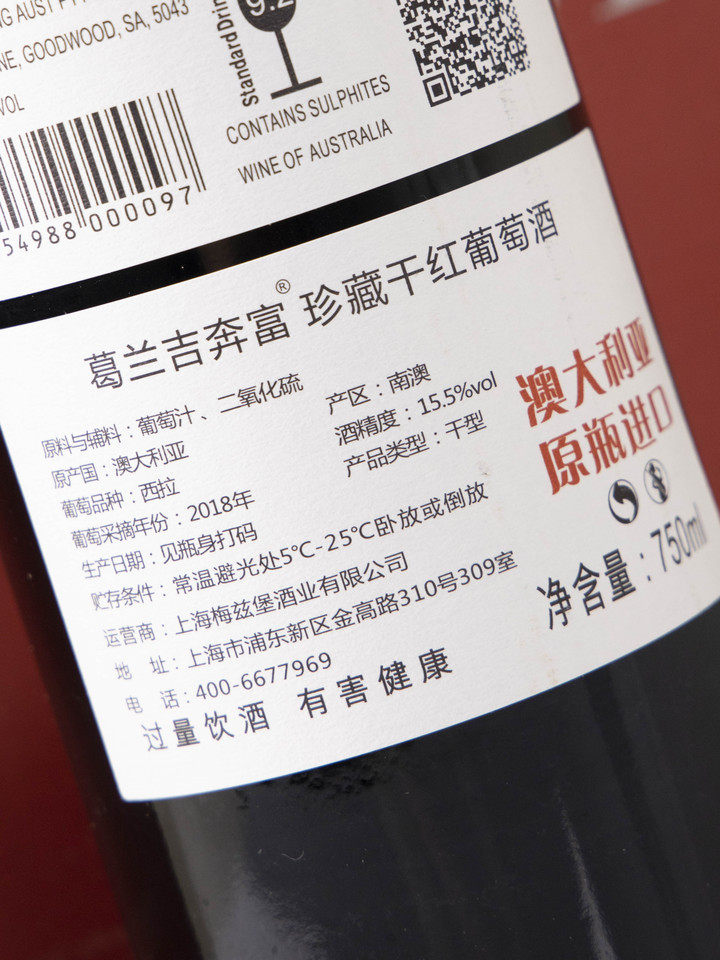 AUST
NE, GOODWOOD, SA, 5043
VOL
54988 000097
9.2
Standard
CONTAINS SULPHITES
WINE OF AUSTRALIA
葛兰吉奔富® 珍藏干红葡萄酒
原料与辅料：葡萄汁、二氧化硫
原产国：澳大利亚
葡萄品种：西拉
葡萄采摘年份：2018年
生产日期：见瓶身打码
产区：南澳
酒精度：15.5%vol
产品类型：干型
贮存条件：常温避光处5℃-25℃卧放或倒放
运营商：上海梅兹堡酒业有限公司
地 址：上海市浦东新区金高路310号309室
电 话：400-6677969
过量饮酒 有害健康
澳大利亚
原瓶进口
净含量：750ml